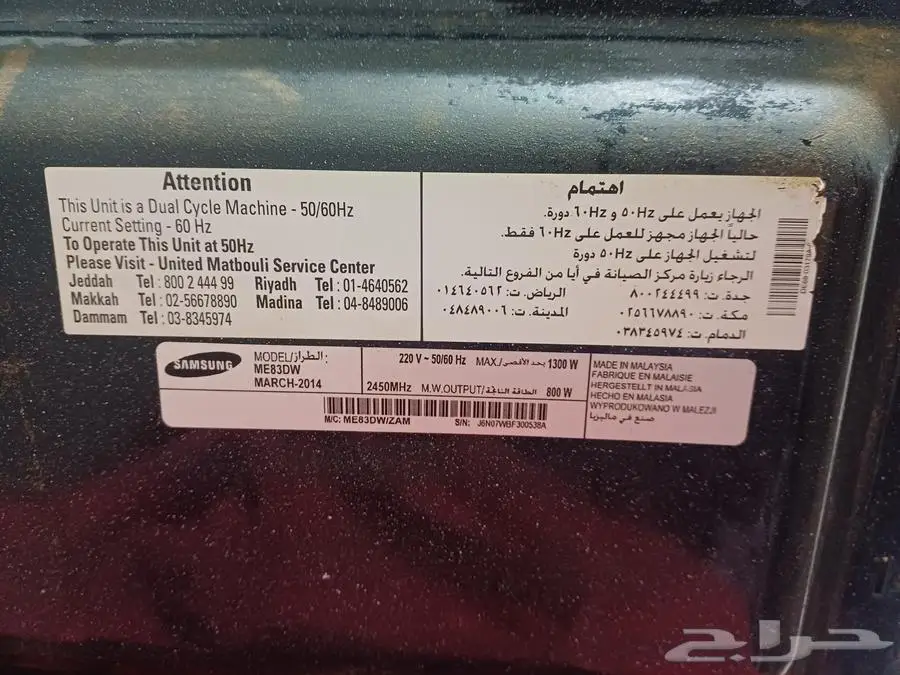 Attention
This Unit is a Dual Cycle Machine - 50/60Hz
Current Setting - 60 Hz
To Operate This Unit at 50Hz
Please Visit - United Matbouli Service Center
Jeddah Tel : 800 2 444 99 Riyadh Tel : 01-4640562
Makkah Tel : 02-56678890 Madina Tel : 04-8489006
Dammam Tel : 03-8345974
اهتمام
الجهاز يعمل على ٥٠Hz و ٦٠Hz دورة.
حالياً الجهاز مجهز للعمل على ٦٠Hz فقط.
لتشغيل الجهاز على ٥٠Hz دورة
الرجاء زيارة مركز الصيانة في أيا من الفروع التالية.
جدة. ت: ٨٠٠٢٤٤٤٩٩ الرياض. ت: ٠١٤٦٤٠٥٦٢
مكة. ت: ٠٢٥٦٦٧٨٨٩٠ المدينة. ت: ٠٤٨٤٨٩٠٠٦
الدمام. ت: ٠٣٨٣٤٥٩٧٤
SAMSUNG
MODEL/الطراز:
ME83DW
MARCH-2014
220 V ~ 50/60 Hz MAX./بحد الأقصى 1300 W
2450MHz M.W.OUTPUT/الطاقة الناتجة 800 W
M/C: ME83DW/ZAM S/N: J6N07WBF300538A
MADE IN MALAYSIA
FABRIQUE EN MALAISIE
HERGESTELLT IN MALAYSIA
HECHO EN MALASIA
WYPRODUKOWANO W MALEZJI
صنع في ماليزيا
حراج